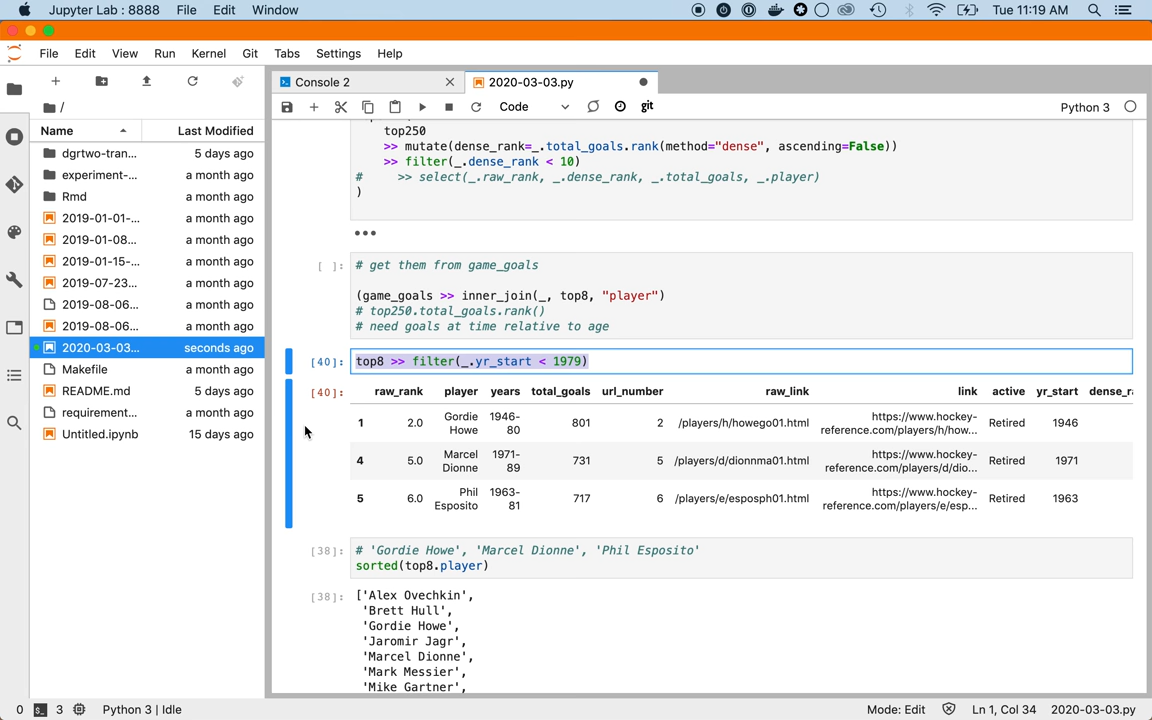 Jupyter Lab : 8888 File Edit Window Tue 11:19 AM
File Edit View Run Kernel Git Tabs Settings Help
/
Name Last Modified
dgrtwo-tran... 5 days ago
experiment-... a month ago
Rmd a month ago
2019-01-01-... a month ago
2019-01-08... a month ago
2019-01-15-... a month ago
2019-07-23... a month ago
2019-08-06... a month ago
2019-08-06... a month ago
2020-03-03... seconds ago
Makefile a month ago
README.md 5 days ago
requirement... a month ago
Untitled.ipynb 15 days ago
Console 2 2020-03-03.py
Code git Python 3
top250
>> mutate(dense_rank=_.total_goals.rank(method="dense", ascending=False))
>> filter(_.dense_rank < 10)
# >> select(_.raw_rank, _.dense_rank, _.total_goals, _.player)
)
[ ]: # get them from game_goals
(game_goals >> inner_join(_, top8, "player")
# top250.total_goals.rank()
# need goals at time relative to age
[40]: top8 >> filter(_.yr_start < 1979)
[40]: raw_rank player years total_goals url_number raw_link link active yr_start dense_ra
1 2.0 Gordie Howe 1946-80 801 2 /players/h/howego01.html https://www.hockey-reference.com/players/h/how... Retired 1946
4 5.0 Marcel Dionne 1971-89 731 5 /players/d/dionnma01.html https://www.hockey-reference.com/players/d/dio... Retired 1971
5 6.0 Phil Esposito 1963-81 717 6 /players/e/esposph01.html https://www.hockey-reference.com/players/e/esp... Retired 1963
[38]: # 'Gordie Howe', 'Marcel Dionne', 'Phil Esposito'
sorted(top8.player)
[38]: ['Alex Ovechkin',
'Brett Hull',
'Gordie Howe',
'Jaromir Jagr',
'Marcel Dionne',
'Mark Messier',
'Mike Gartner',
0 3 Python 3 | Idle Mode: Edit Ln 1, Col 34 2020-03-03.py